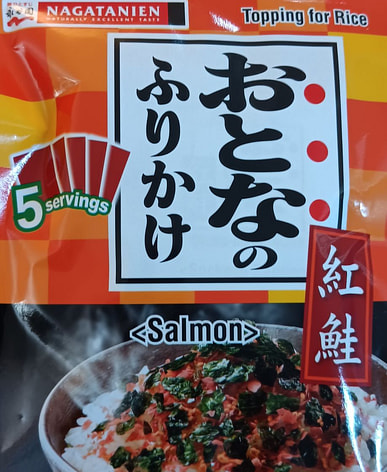 NAGATANIEN
NATURALLY EXCELLENT TASTE
Topping for Rice
おとなの
ふりかけ
5 servings
紅鮭
<Salmon>